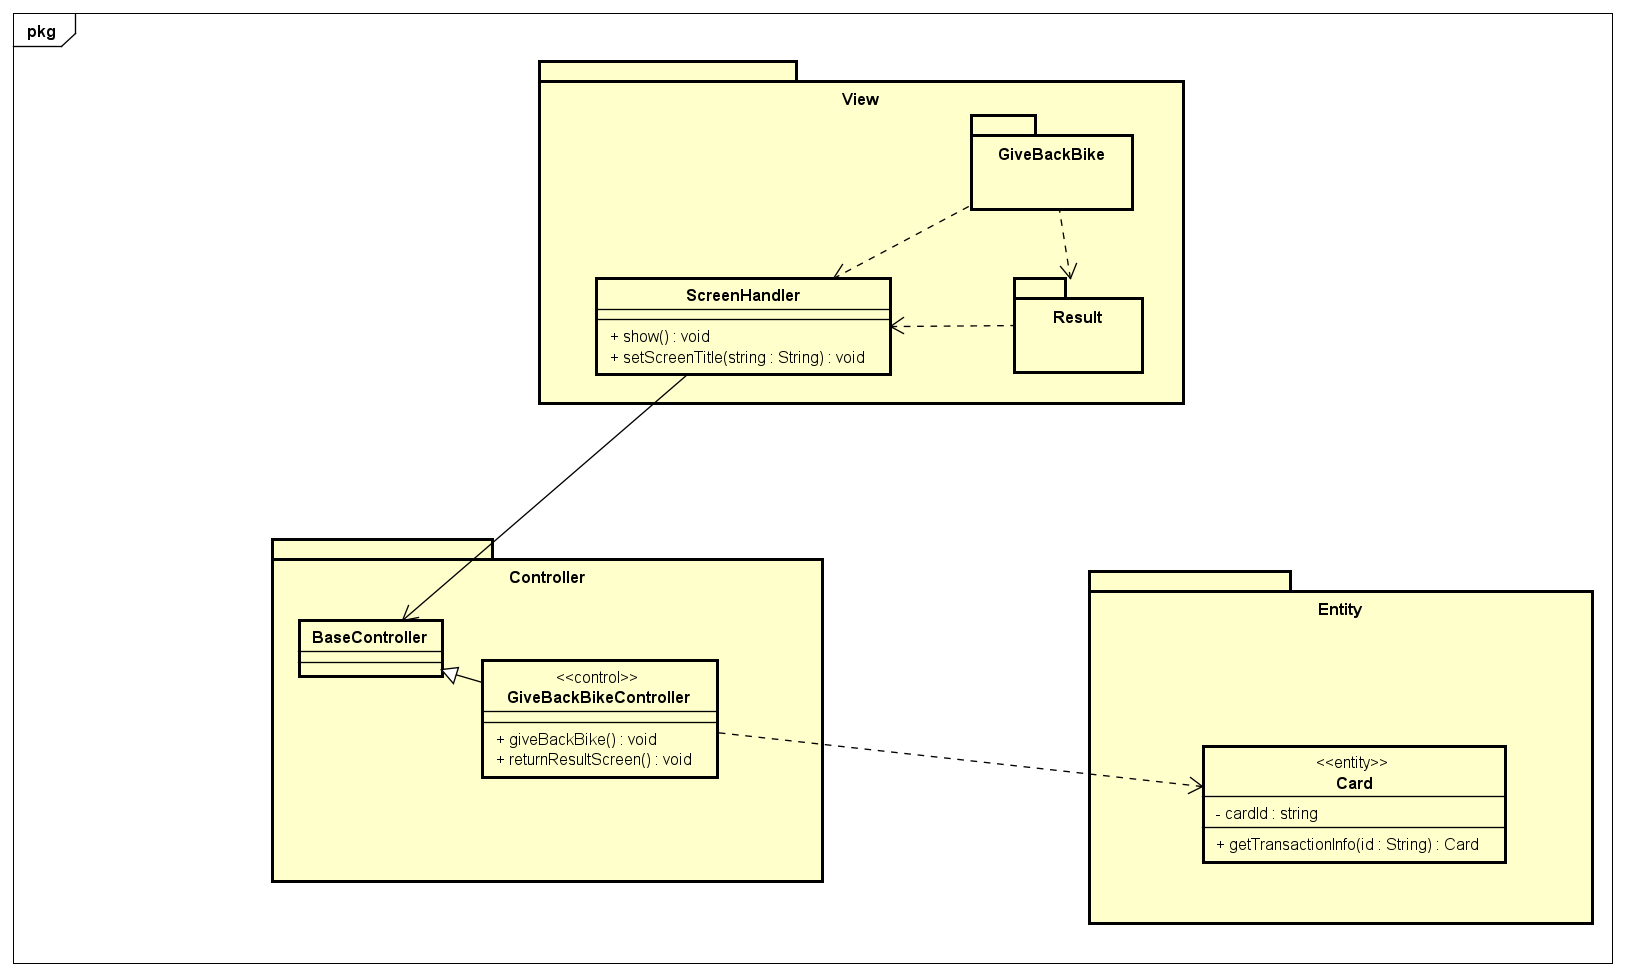 pkg
View
GiveBackBike
ScreenHandler
+ show() : void
+ setScreenTitle(string : String) : void
Result
Controller
BaseController
<<control>>
GiveBackBikeController
+ giveBackBike() : void
+ returnResultScreen() : void
Entity
<<entity>>
Card
- cardId : string
+ getTransactionInfo(id : String) : Card